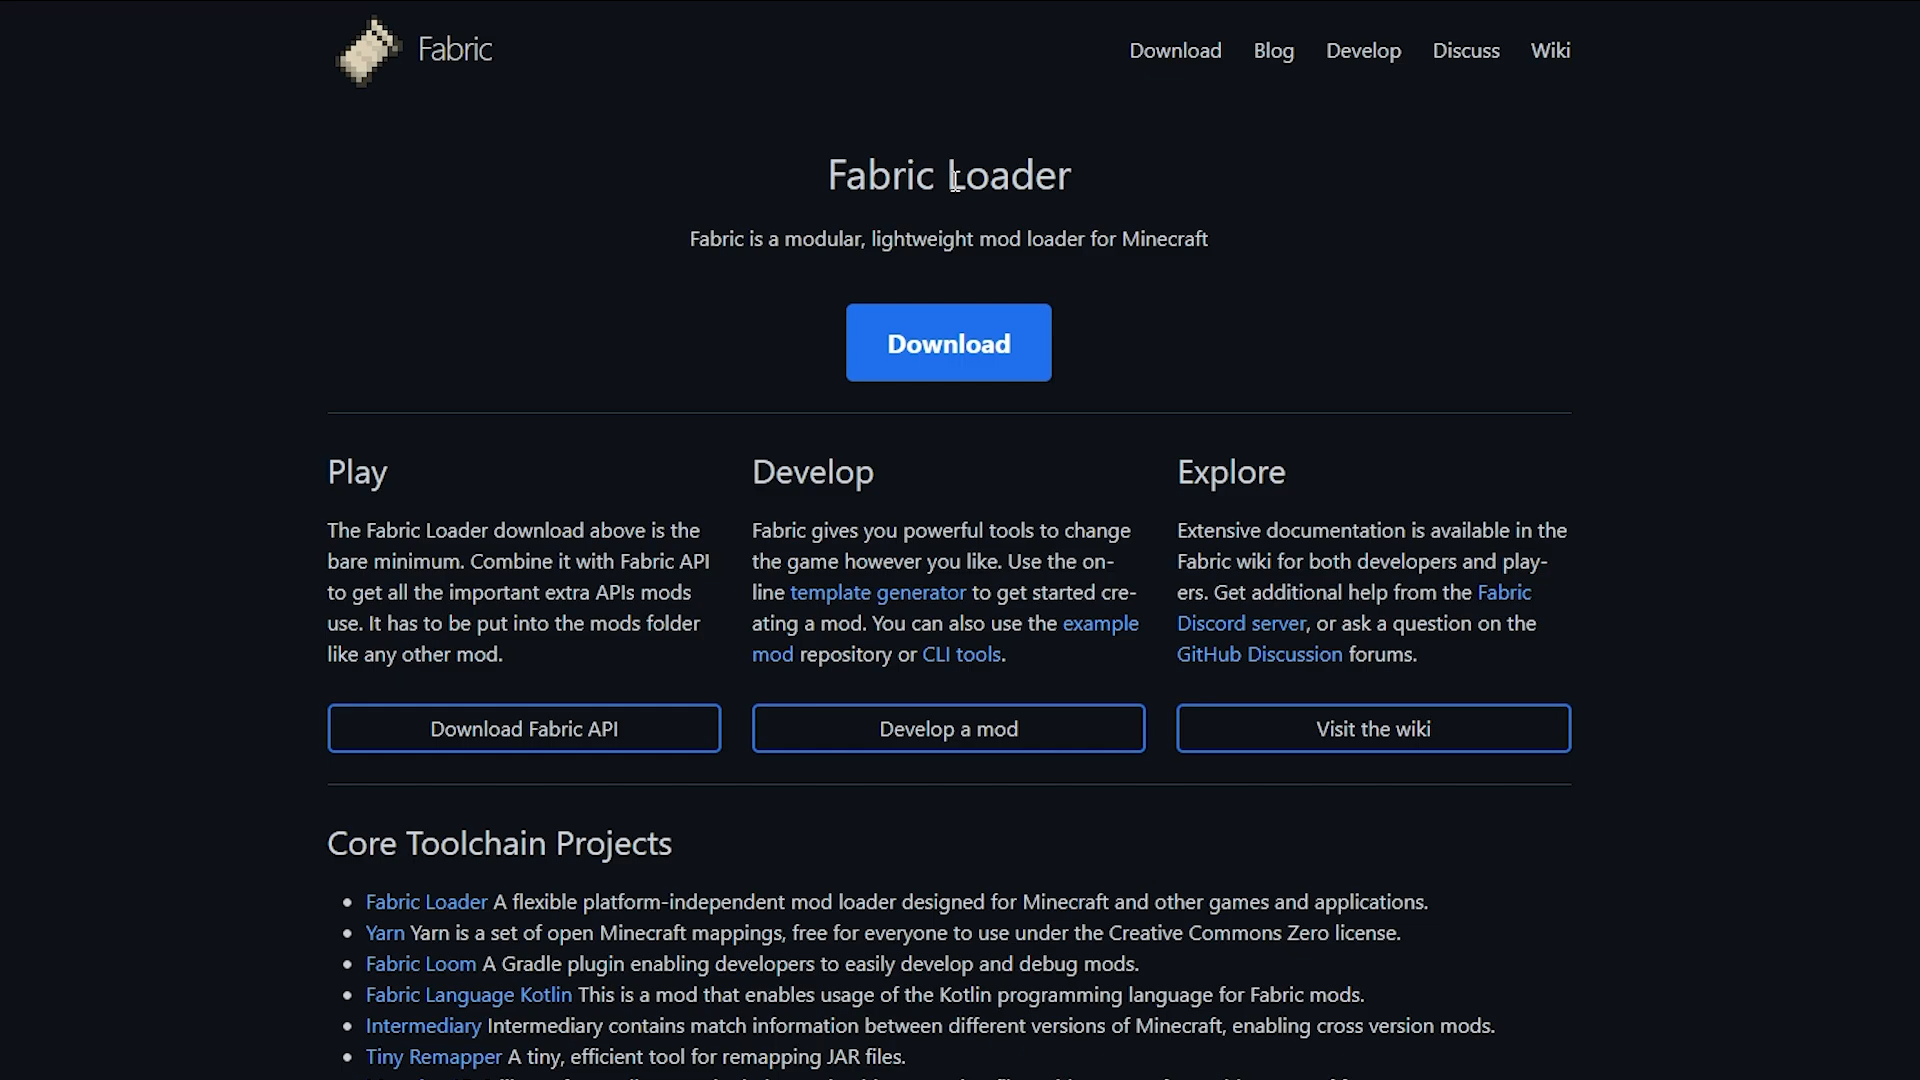 Fabric
Download Blog Develop Discuss Wiki
Fabric Loader
Fabric is a modular, lightweight mod loader for Minecraft
Download
Play
The Fabric Loader download above is the
bare minimum. Combine it with Fabric API
to get all the important extra APIs mods
use. It has to be put into the mods folder
like any other mod.
Download Fabric API
Develop
Fabric gives you powerful tools to change
the game however you like. Use the on-
line template generator to get started cre-
ating a mod. You can also use the example
mod repository or CLI tools.
Develop a mod
Explore
Extensive documentation is available in the
Fabric wiki for both developers and play-
ers. Get additional help from the Fabric
Discord server, or ask a question on the
GitHub Discussion forums.
Visit the wiki
Core Toolchain Projects
• Fabric Loader A flexible platform-independent mod loader designed for Minecraft and other games and applications.
• Yarn Yarn is a set of open Minecraft mappings, free for everyone to use under the Creative Commons Zero license.
• Fabric Loom A Gradle plugin enabling developers to easily develop and debug mods.
• Fabric Language Kotlin This is a mod that enables usage of the Kotlin programming language for Fabric mods.
• Intermediary Intermediary contains match information between different versions of Minecraft, enabling cross version mods.
• Tiny Remapper A tiny, efficient tool for remapping JAR files.